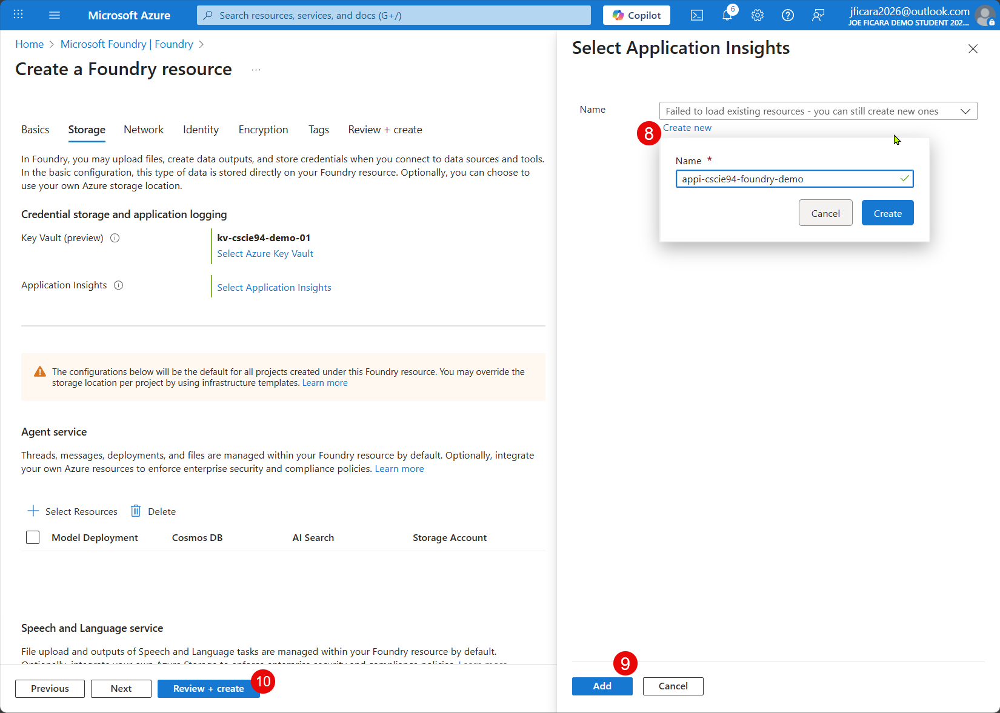 Microsoft Azure
Search resources, services, and docs (G+/)
Copilot
6
jficara2026@outlook.com
JOE FICARA DEMO STUDENT 202...
Home > Microsoft Foundry | Foundry >
Create a Foundry resource ...
Basics Storage Network Identity Encryption Tags Review + create
In Foundry, you may upload files, create data outputs, and store credentials when you connect to data sources and tools.
In the basic configuration, this type of data is stored directly on your Foundry resource. Optionally, you can choose to
use your own Azure storage location.
Credential storage and application logging
Key Vault (preview)
kv-cscie94-demo-01
Select Azure Key Vault
Application Insights
Select Application Insights
The configurations below will be the default for all projects created under this Foundry resource. You may override the
storage location per project by using infrastructure templates. Learn more
Agent service
Threads, messages, deployments, and files are managed within your Foundry resource by default. Optionally, integrate
your own Azure resources to enforce enterprise security and compliance policies. Learn more
Select Resources Delete
Model Deployment Cosmos DB AI Search Storage Account
Speech and Language service
File upload and outputs of Speech and Language tasks are managed within your Foundry resource by default.
Previous Next Review + create 10
Select Application Insights
Name
Failed to load existing resources - you can still create new ones
8 Create new
Name *
appi-cscie94-foundry-demo
Cancel Create
9
Add Cancel